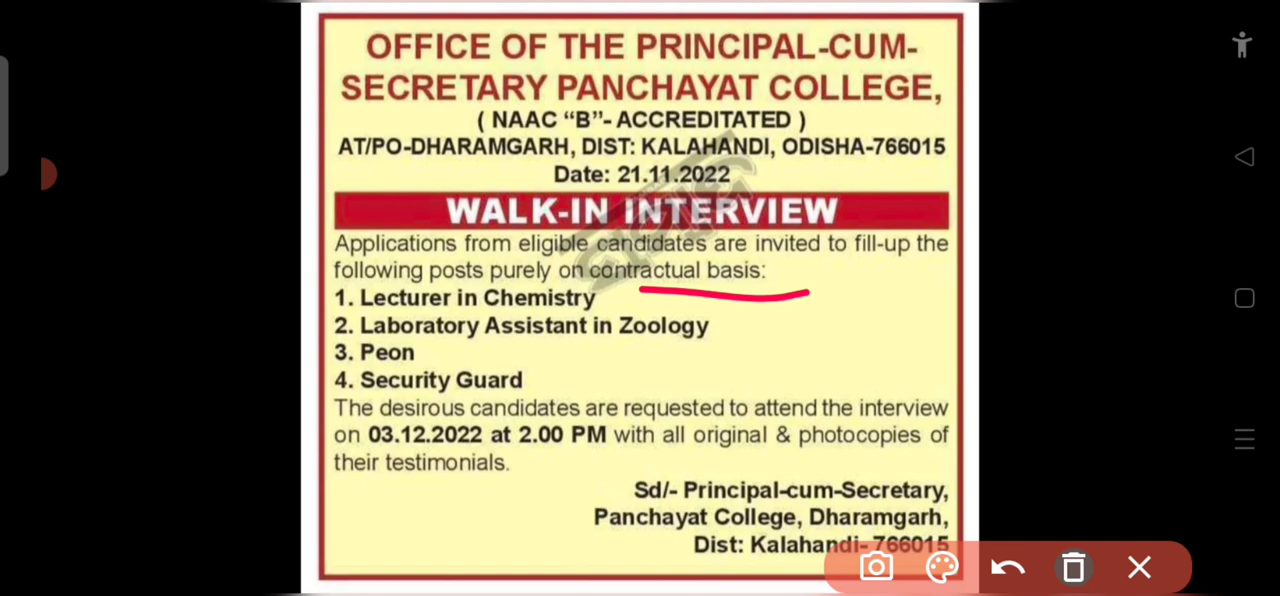 OFFICE OF THE PRINCIPAL-CUM-
SECRETARY PANCHAYAT COLLEGE,
( NAAC “B”- ACCREDITATED )
AT/PO-DHARAMGARH, DIST: KALAHANDI, ODISHA-766015
Date: 21.11.2022
WALK-IN INTERVIEW
Applications from eligible candidates are invited to fill-up the
following posts purely on contractual basis:
1. Lecturer in Chemistry
2. Laboratory Assistant in Zoology
3. Peon
4. Security Guard
The desirous candidates are requested to attend the interview
on 03.12.2022 at 2.00 PM with all original & photocopies of
their testimonials.
Sd/- Principal-cum-Secretary,
Panchayat College, Dharamgarh,
Dist: Kalahandi- 766015